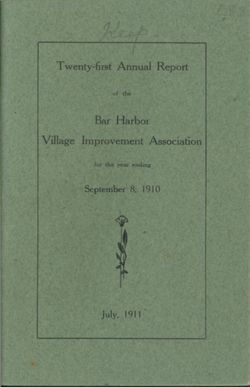 Keep
Twenty-first Annual Report
of the
Bar Harbor
Village Improvement Association
for the year ending
September 8, 1910
July, 1911